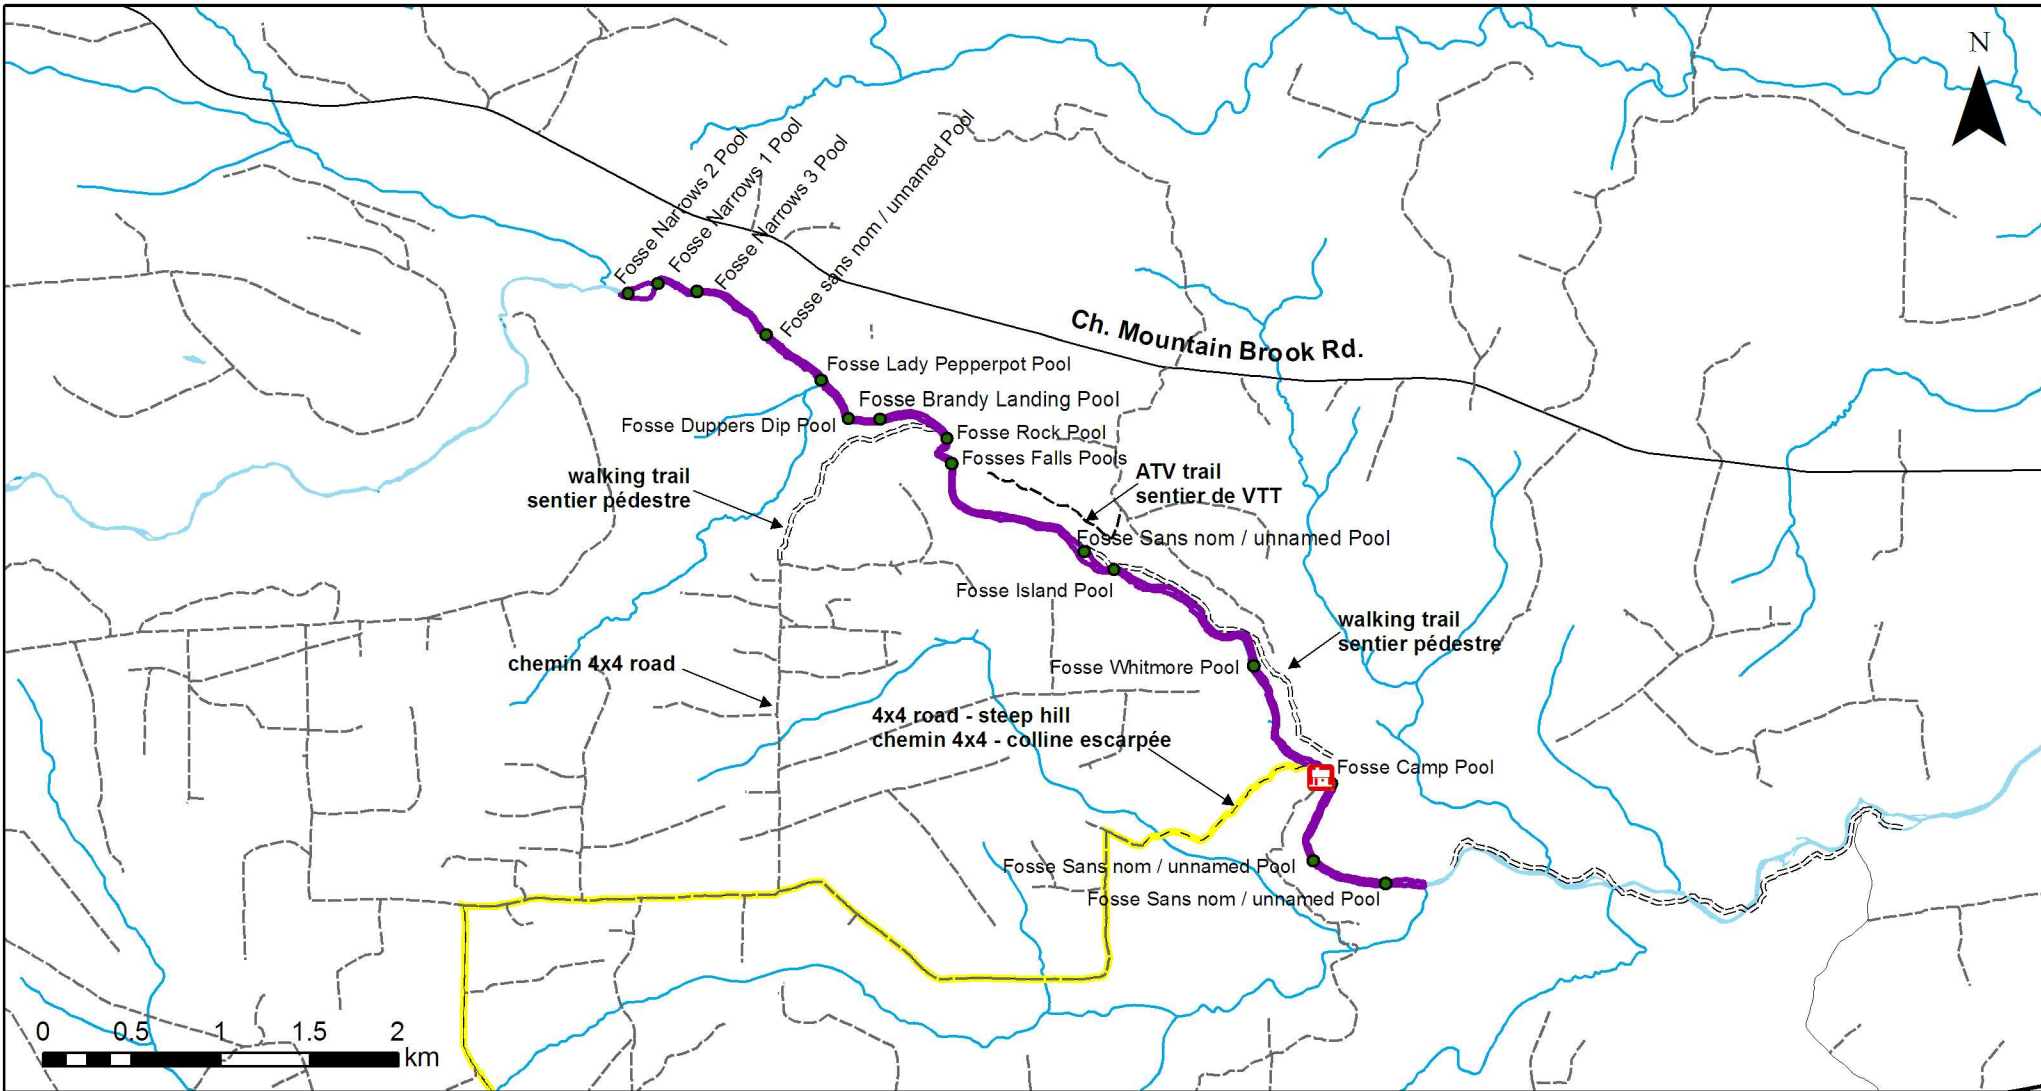 N
Fosse Narrows 2 Pool
Fosse Narrows 1 Pool
Fosse Narrows 3 Pool
Fosse sans nom / unnamed Pool
Ch. Mountain Brook Rd.
Fosse Lady Pepperpot Pool
Fosse Brandy Landing Pool
Fosse Duppers Dip Pool
Fosse Rock Pool
Fosses Falls Pools
walking trail
sentier pédestre
ATV trail
sentier de VTT
Fosse Sans nom / unnamed Pool
Fosse Island Pool
walking trail
sentier pédestre
chemin 4x4 road
Fosse Whitmore Pool
4x4 road - steep hill
chemin 4x4 - colline escarpée
Fosse Camp Pool
Fosse Sans nom / unnamed Pool
Fosse Sans nom / unnamed Pool
0 0.5 1 1.5 2
km